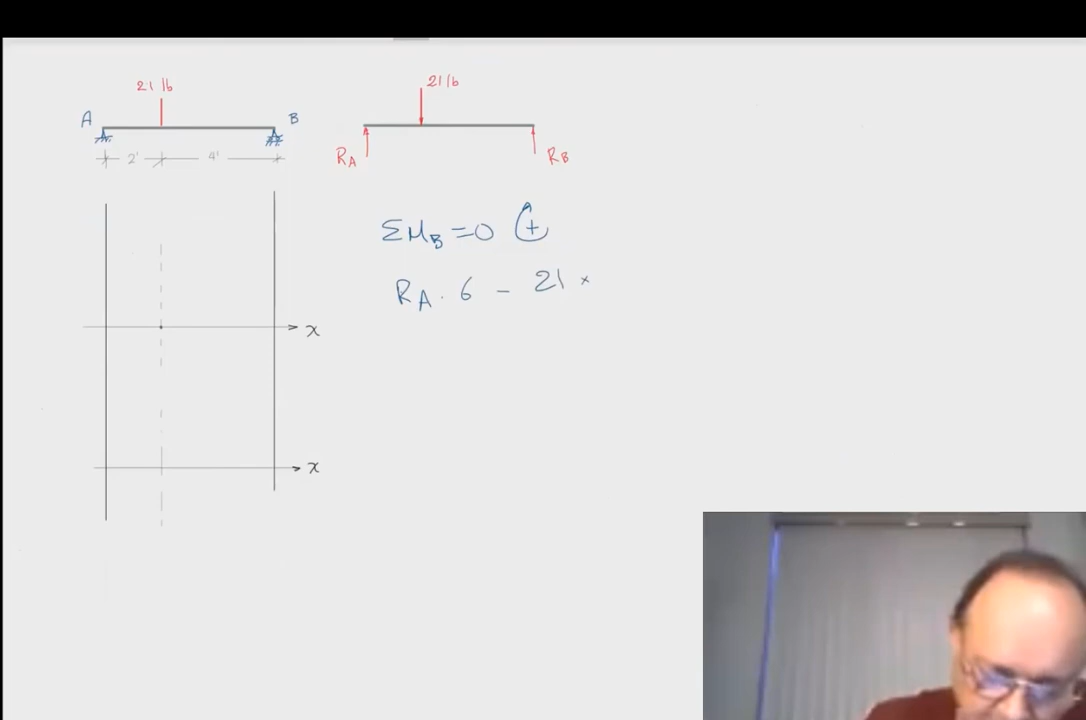 21 lb
A
B
2'
4'
21 lb
RA
RB
ΣMB=0 +
RA · 6 - 21 ×
x
x